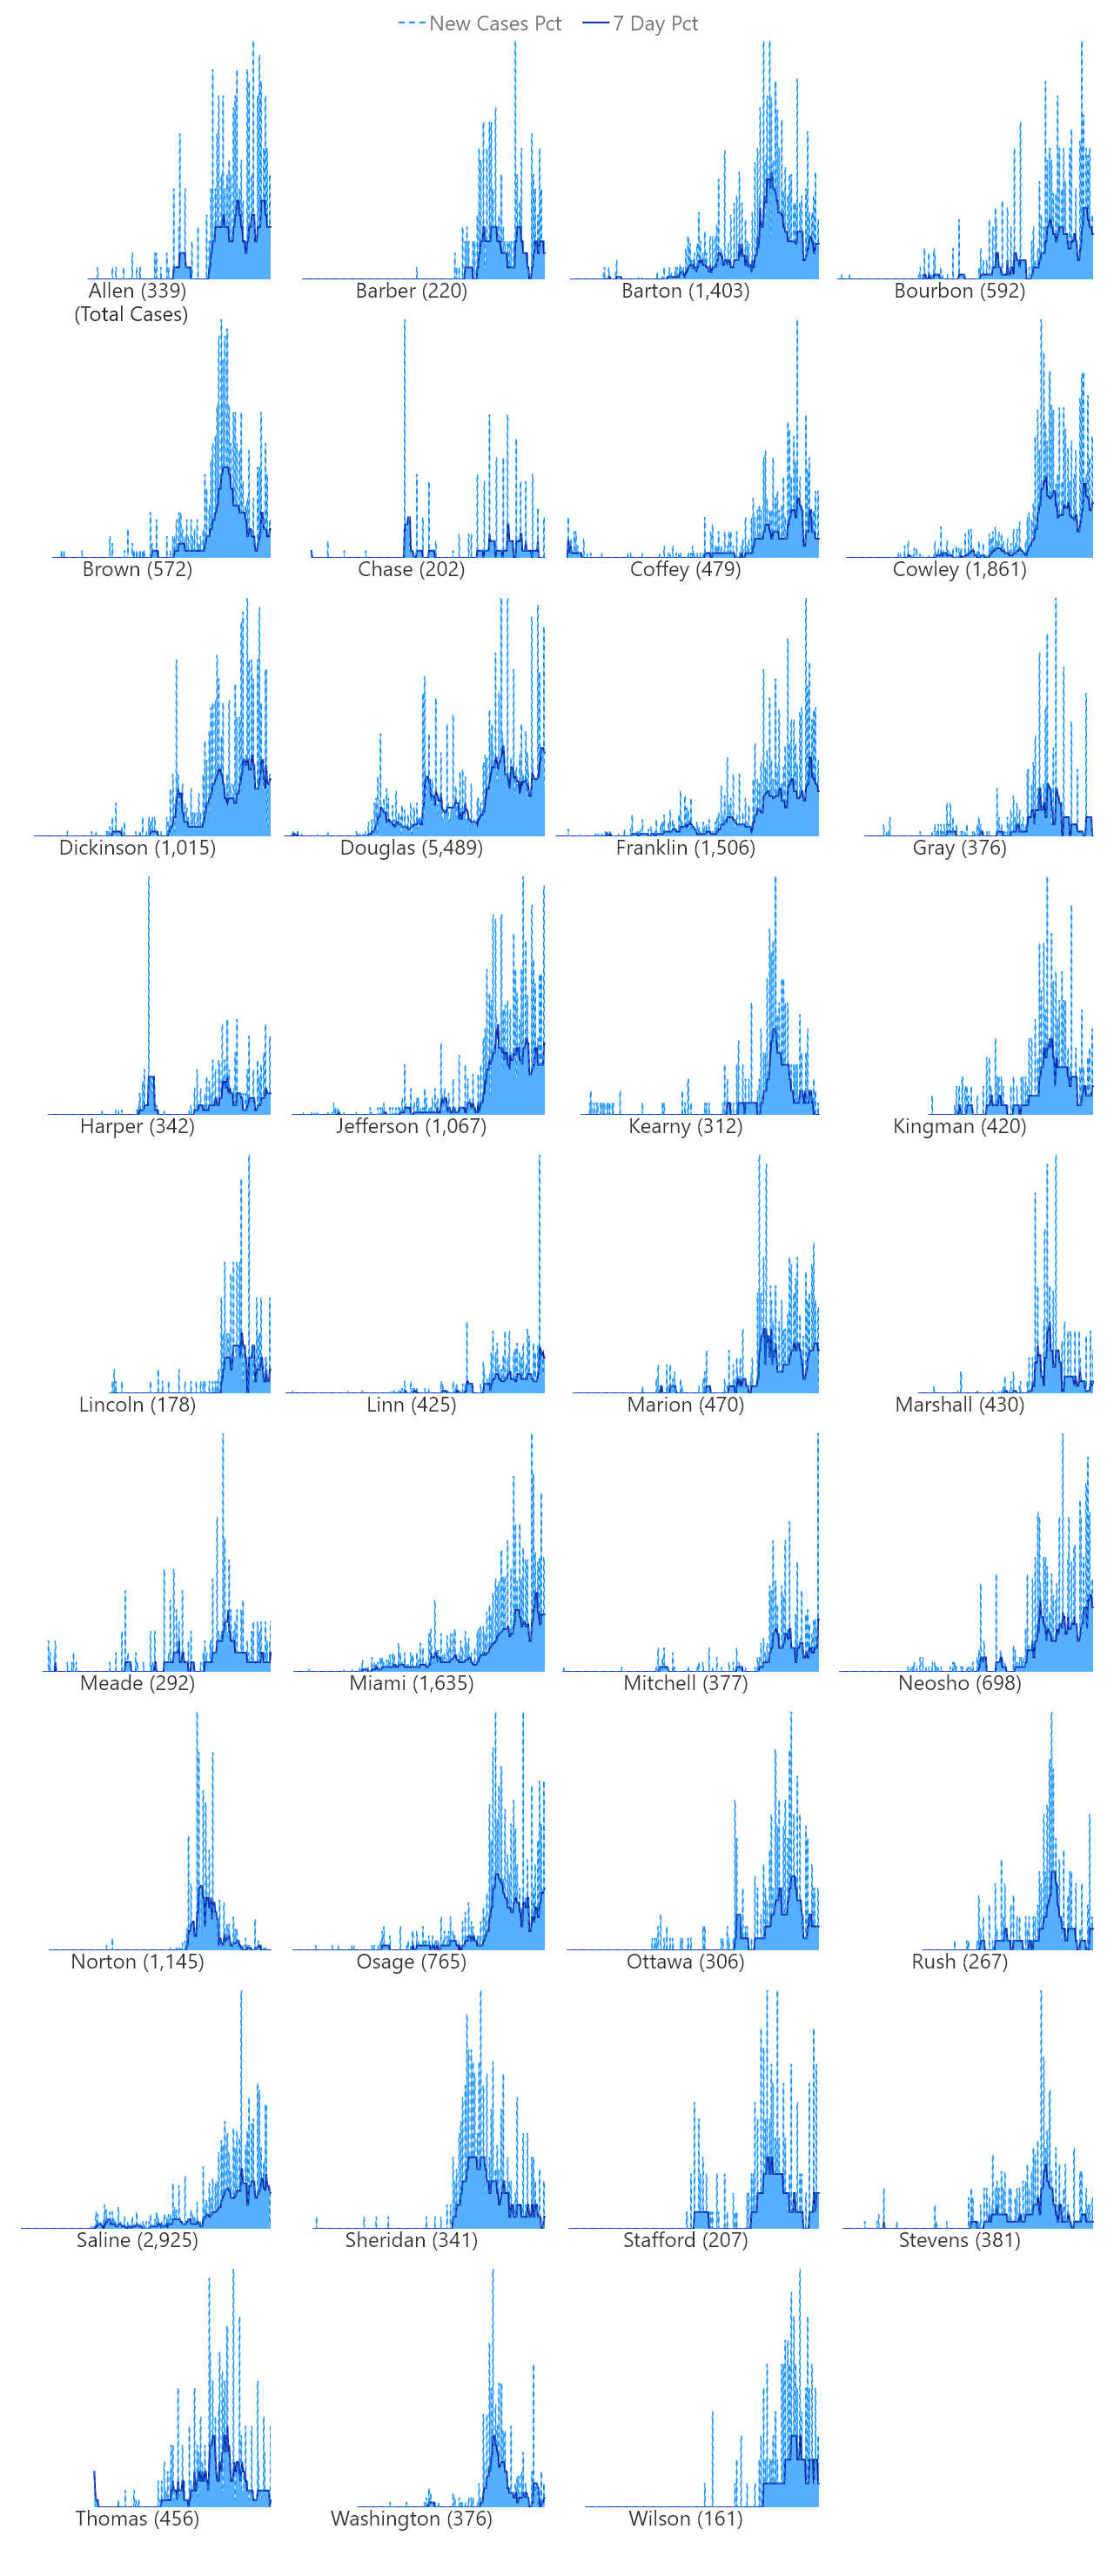 New Cases Pct 7 Day Pct
Allen (339) Barber (220) Barton (1,403) Bourbon (592)
(Total Cases)
Brown (572) Chase (202) Coffey (479) Cowley (1,861)
Dickinson (1,015) Douglas (5,489) Franklin (1,506) Gray (376)
Harper (342) Jefferson (1,067) Kearny (312) Kingman (420)
Lincoln (178) Linn (425) Marion (470) Marshall (430)
Meade (292) Miami (1,635) Mitchell (377) Neosho (698)
Norton (1,145) Osage (765) Ottawa (306) Rush (267)
Saline (2,925) Sheridan (341) Stafford (207) Stevens (381)
Thomas (456) Washington (376) Wilson (161)